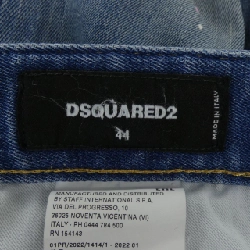 DSQUARED2
44
MADE IN ITALY
MANUFACTURED AND DISTRIBUTED
BY STAFF INTERNATIONAL S.P.A.
VIA DEL PROGRESSO, 10
36025 NOVENTA VICENTINA (VI)
ITALY - PH 0444 784 500
RN 154142